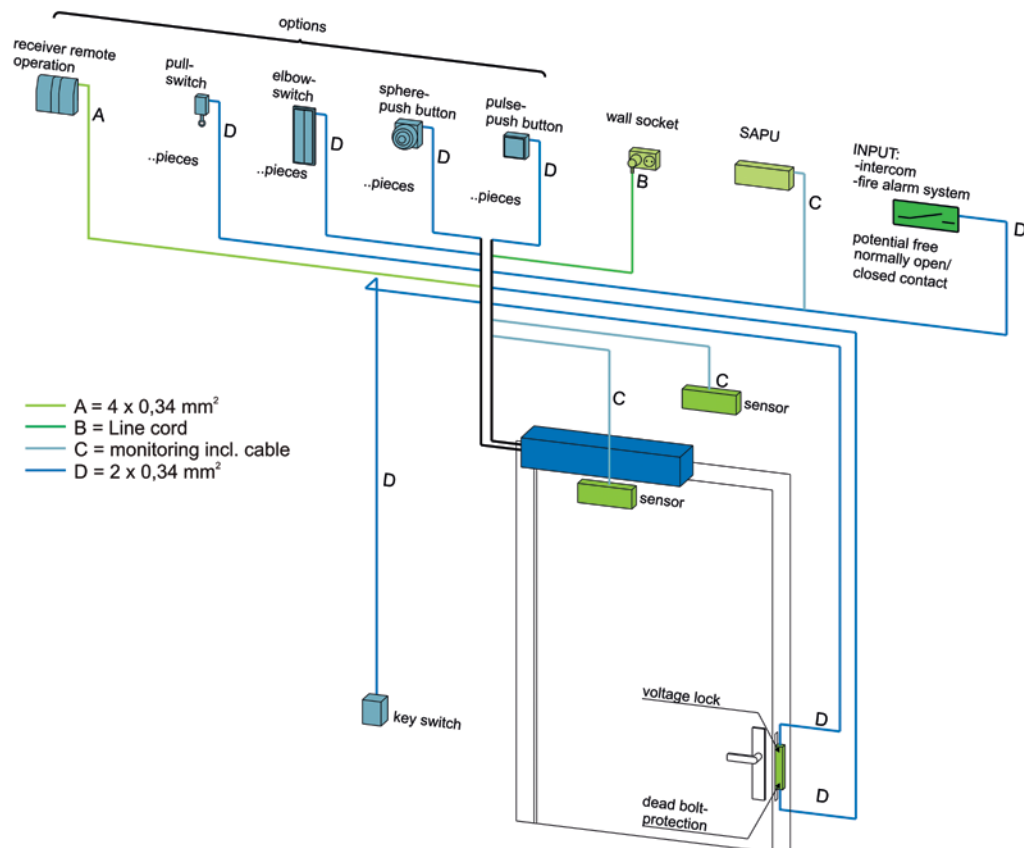 options
receiver remote
operation
A
pull-
switch
D
..pieces
elbow-
switch
D
..pieces
sphere-
push button
D
..pieces
pulse-
push button
D
..pieces
wall socket
B
SAPU
C
INPUT:
-intercom
-fire alarm system
D
potential free
normally open/
closed contact
C
sensor
C
sensor
A = 4 x 0,34 mm²
B = Line cord
C = monitoring incl. cable
D = 2 x 0,34 mm²
D
key switch
voltage lock
D
D
dead bolt-
protection